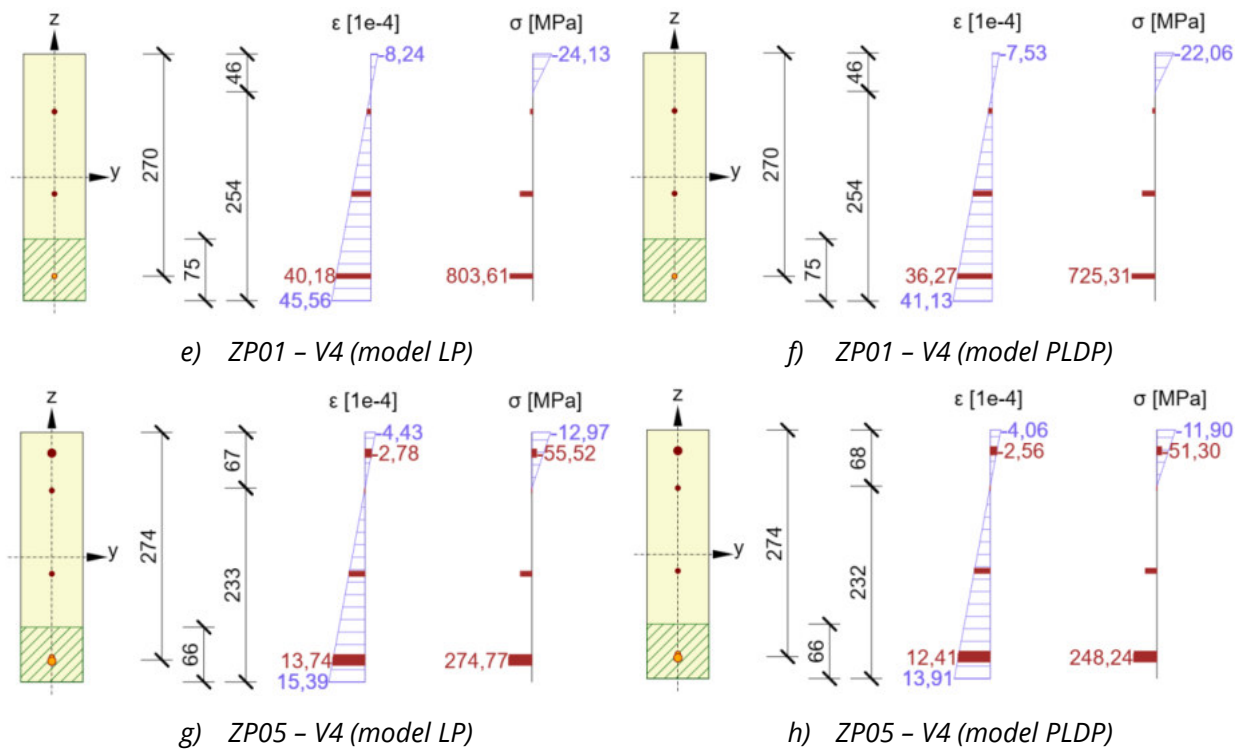 z
ε [1e-4]
σ [MPa]
-8,24
-24,13
46
270
y
254
75
40,18
803,61
45,56
z
ε [1e-4]
σ [MPa]
-7,53
-22,06
46
270
y
254
75
36,27
725,31
41,13
e) ZP01 – V4 (model LP)
f) ZP01 – V4 (model PLDP)
z
ε [1e-4]
σ [MPa]
-4,43
-12,97
-2,78
-55,52
67
274
y
233
66
13,74
274,77
15,39
z
ε [1e-4]
σ [MPa]
-4,06
-11,90
-2,56
-51,30
68
274
y
232
66
12,41
248,24
13,91
g) ZP05 – V4 (model LP)
h) ZP05 – V4 (model PLDP)